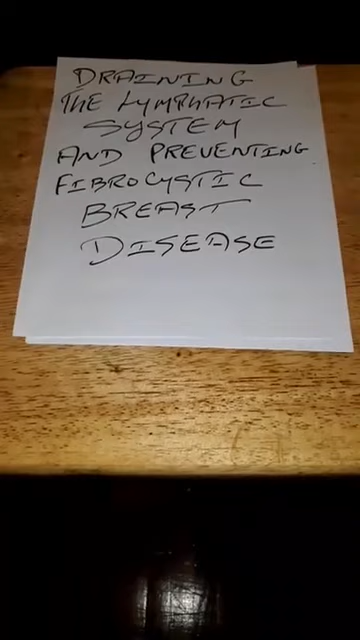 DRAINING
THE LYMPHATIC
SYSTEM
AND PREVENTING
FIBROCYSTIC
BREAST
DISEASE